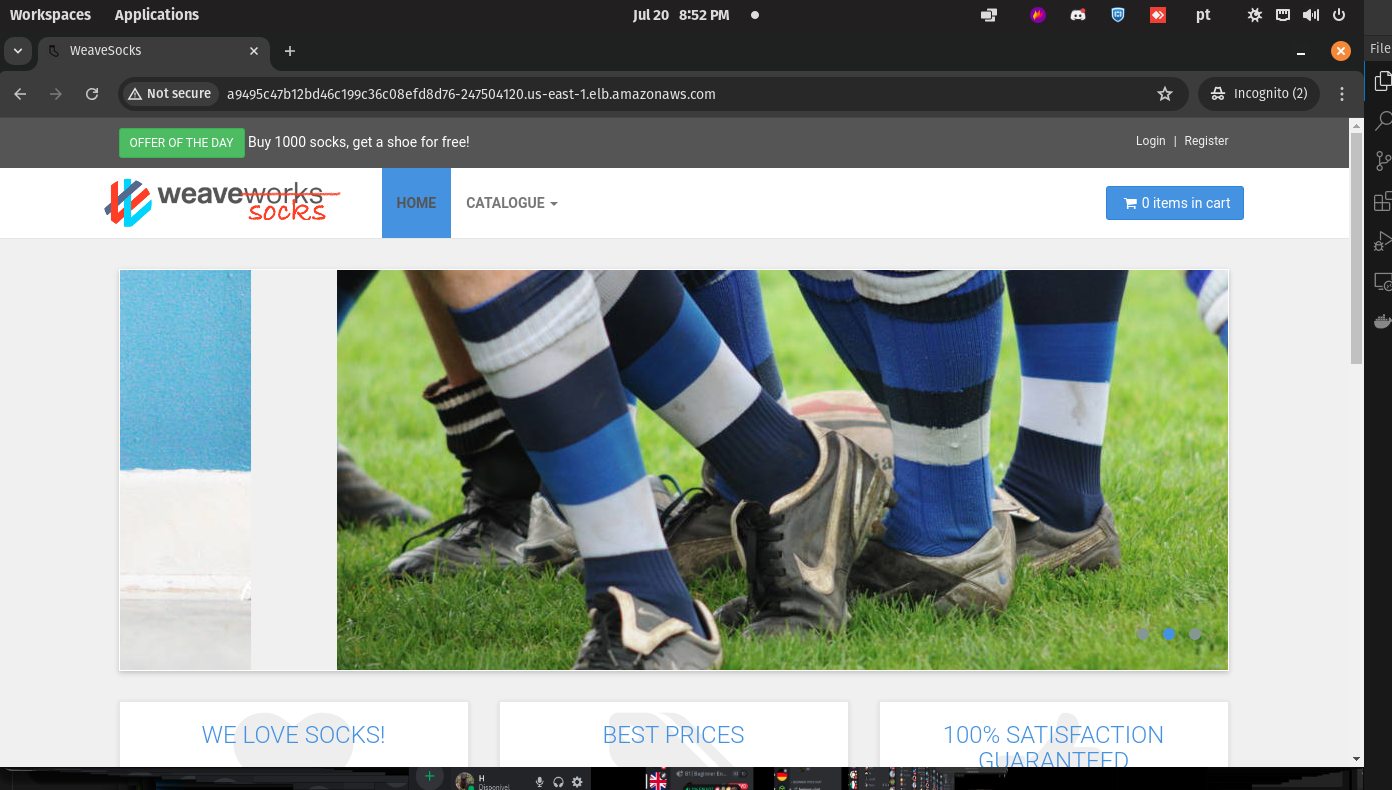 Workspaces Applications Jul 20 8:52 PM pt
WeaveSocks
File
Not secure a9495c47b12bd46c199c36c08efd8d76-247504120.us-east-1.elb.amazonaws.com Incognito (2)
OFFER OF THE DAY Buy 1000 socks, get a shoe for free! Login | Register
weaveworks
socks
HOME CATALOGUE 0 items in cart
WE LOVE SOCKS! BEST PRICES 100% SATISFACTION
GUARANTEED
H
Disponível